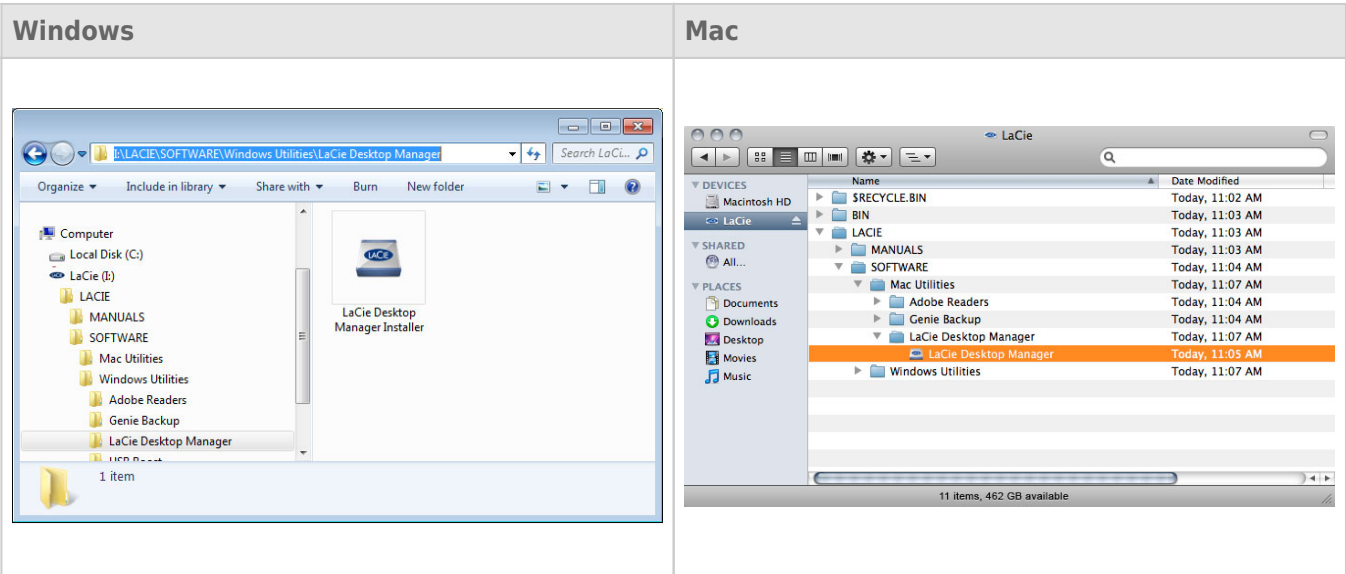 Windows
Mac
I:\LACIE\SOFTWARE\Windows Utilities\LaCie Desktop Manager
Search LaCi...
Organize
Include in library
Share with
Burn
New folder
Computer
Local Disk (C:)
LaCie (I:)
LACIE
MANUALS
SOFTWARE
Mac Utilities
Windows Utilities
Adobe Readers
Genie Backup
LaCie Desktop Manager
USB Boost
LACIE
LaCie Desktop
Manager Installer
1 item
LaCie
DEVICES
Macintosh HD
LaCie
SHARED
All...
PLACES
Documents
Downloads
Desktop
Movies
Music
Name Date Modified
$RECYCLE.BIN Today, 11:02 AM
BIN Today, 11:03 AM
LACIE Today, 11:03 AM
MANUALS Today, 11:03 AM
SOFTWARE Today, 11:04 AM
Mac Utilities Today, 11:07 AM
Adobe Readers Today, 11:04 AM
Genie Backup Today, 11:04 AM
LaCie Desktop Manager Today, 11:07 AM
LaCie Desktop Manager Today, 11:05 AM
Windows Utilities Today, 11:07 AM
11 items, 462 GB available